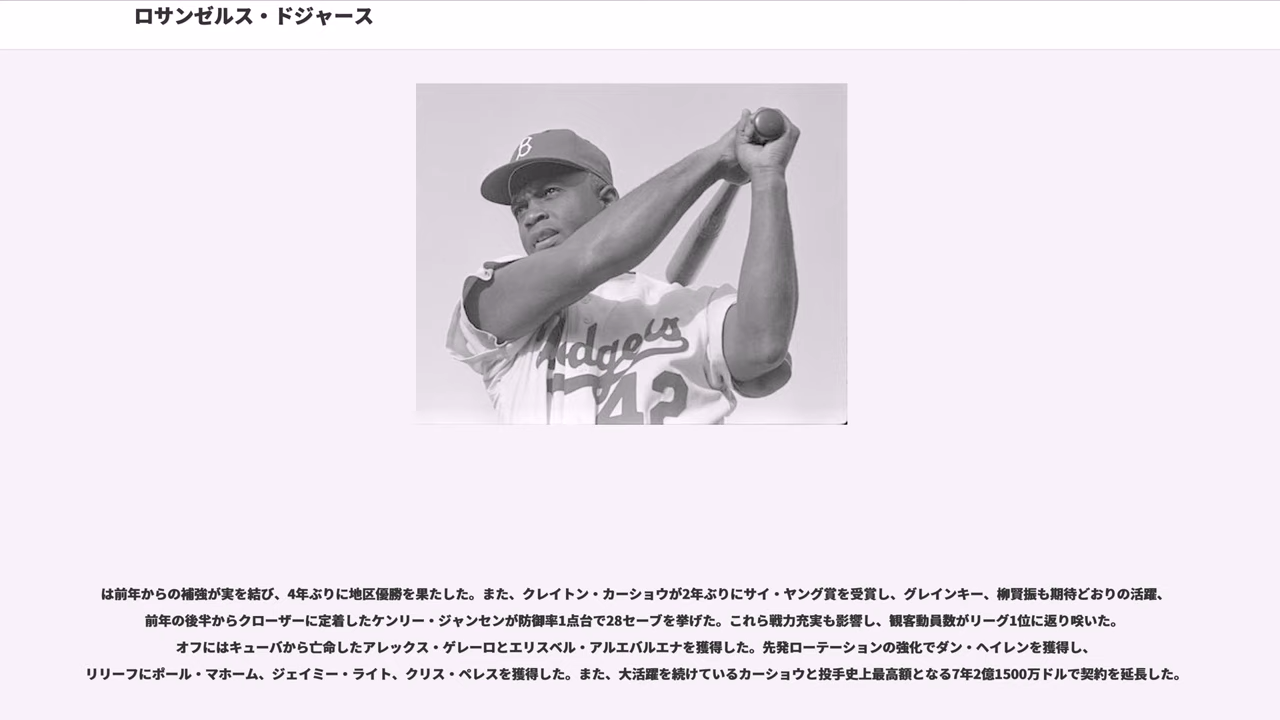 ロサンゼルス・ドジャース
B
Dodgers
42
は前年からの補強が実を結び、4年ぶりに地区優勝を果たした。また、クレイトン・カーショウが2年ぶりにサイ・ヤング賞を受賞し、グレインキー、柳賢振も期待どおりの活躍、
前年の後半からクローザーに定着したケンリー・ジャンセンが防御率1点台で28セーブを挙げた。これら戦力充実も影響し、観客動員数がリーグ1位に返り咲いた。
オフにはキューバから亡命したアレックス・ゲレーロとエリスベル・アルエバルエナを獲得した。先発ローテーションの強化でダン・ヘイレンを獲得し、
リリーフにポール・マホーム、ジェイミー・ライト、クリス・ペレスを獲得した。また、大活躍を続けているカーショウと投手史上最高額となる7年2億1500万ドルで契約を延長した。